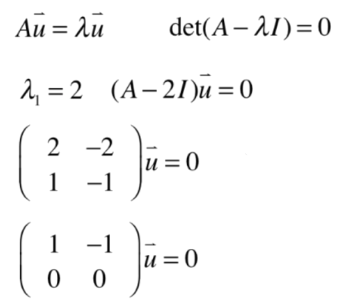 Au⃗ = λu⃗  det(A − λI) = 0
λ₁ = 2 (A − 2I)u⃗ = 0
( 2 −2 )
( 1 −1 ) u⃗ = 0
( 1 −1 )
( 0 0 ) u⃗ = 0